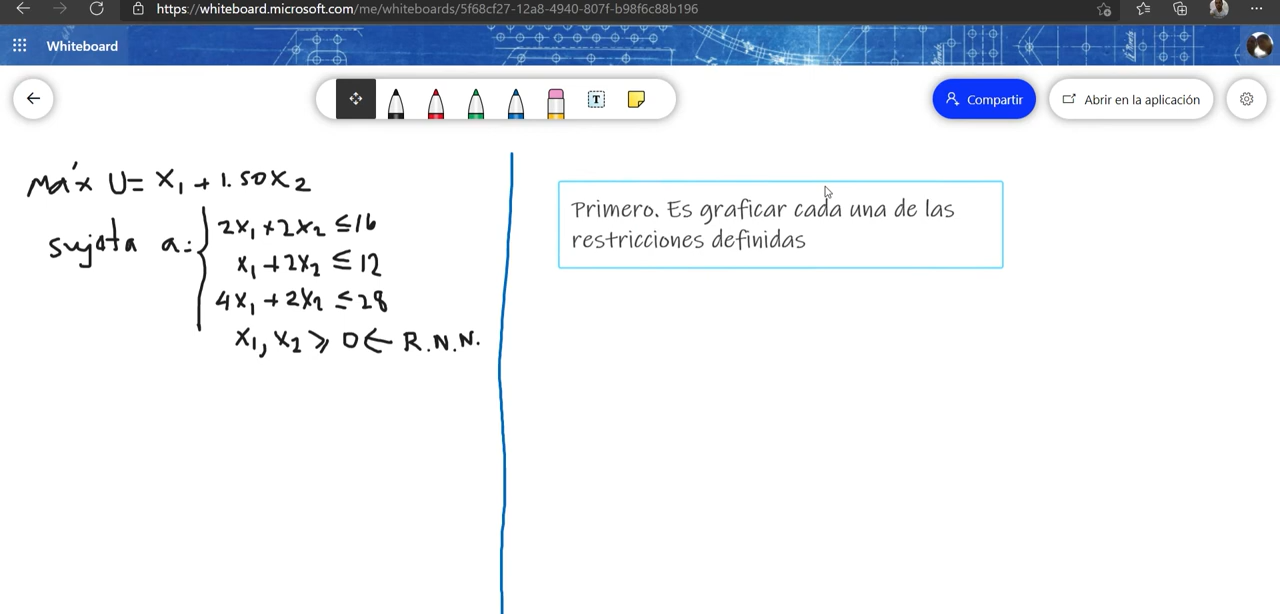 https://whiteboard.microsoft.com/me/whiteboards/5f68cf27-12a8-4940-807f-b98f6c88b196
Whiteboard
T
Compartir
Abrir en la aplicación
Máx U= x₁ + 1.50x₂
sujeta a:
2x₁ + 2x₂ ≤ 16
x₁ + 2x₂ ≤ 12
4x₁ + 2x₂ ≤ 28
x₁, x₂ ≥ 0 ← R.N.N.
Primero. Es graficar cada una de las
restricciones definidas